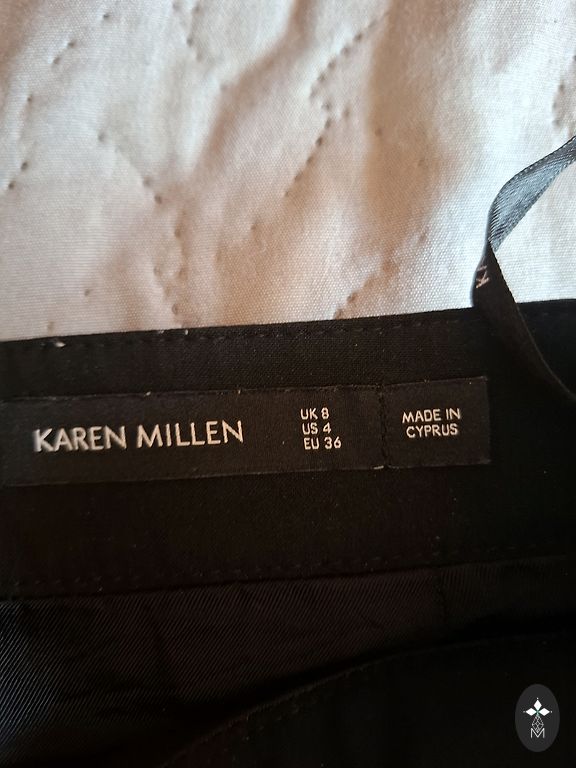 KAREN MILLEN
UK 8
US 4
EU 36
MADE IN
CYPRUS